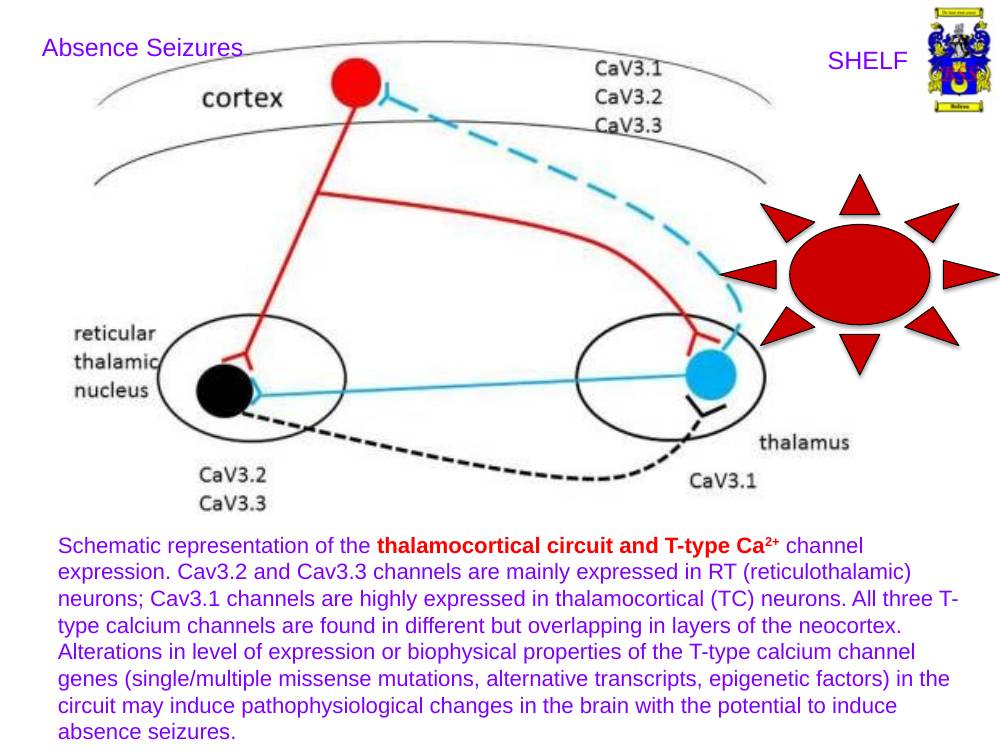 Absence Seizures
SHELF
cortex
CaV3.1
CaV3.2
CaV3.3
reticular
thalamic
nucleus
thalamus
CaV3.2
CaV3.3
CaV3.1
Schematic representation of the thalamocortical circuit and T-type Ca²⁺ channel
expression. Cav3.2 and Cav3.3 channels are mainly expressed in RT (reticulothalamic)
neurons; Cav3.1 channels are highly expressed in thalamocortical (TC) neurons. All three T-
type calcium channels are found in different but overlapping in layers of the neocortex.
Alterations in level of expression or biophysical properties of the T-type calcium channel
genes (single/multiple missense mutations, alternative transcripts, epigenetic factors) in the
circuit may induce pathophysiological changes in the brain with the potential to induce
absence seizures.